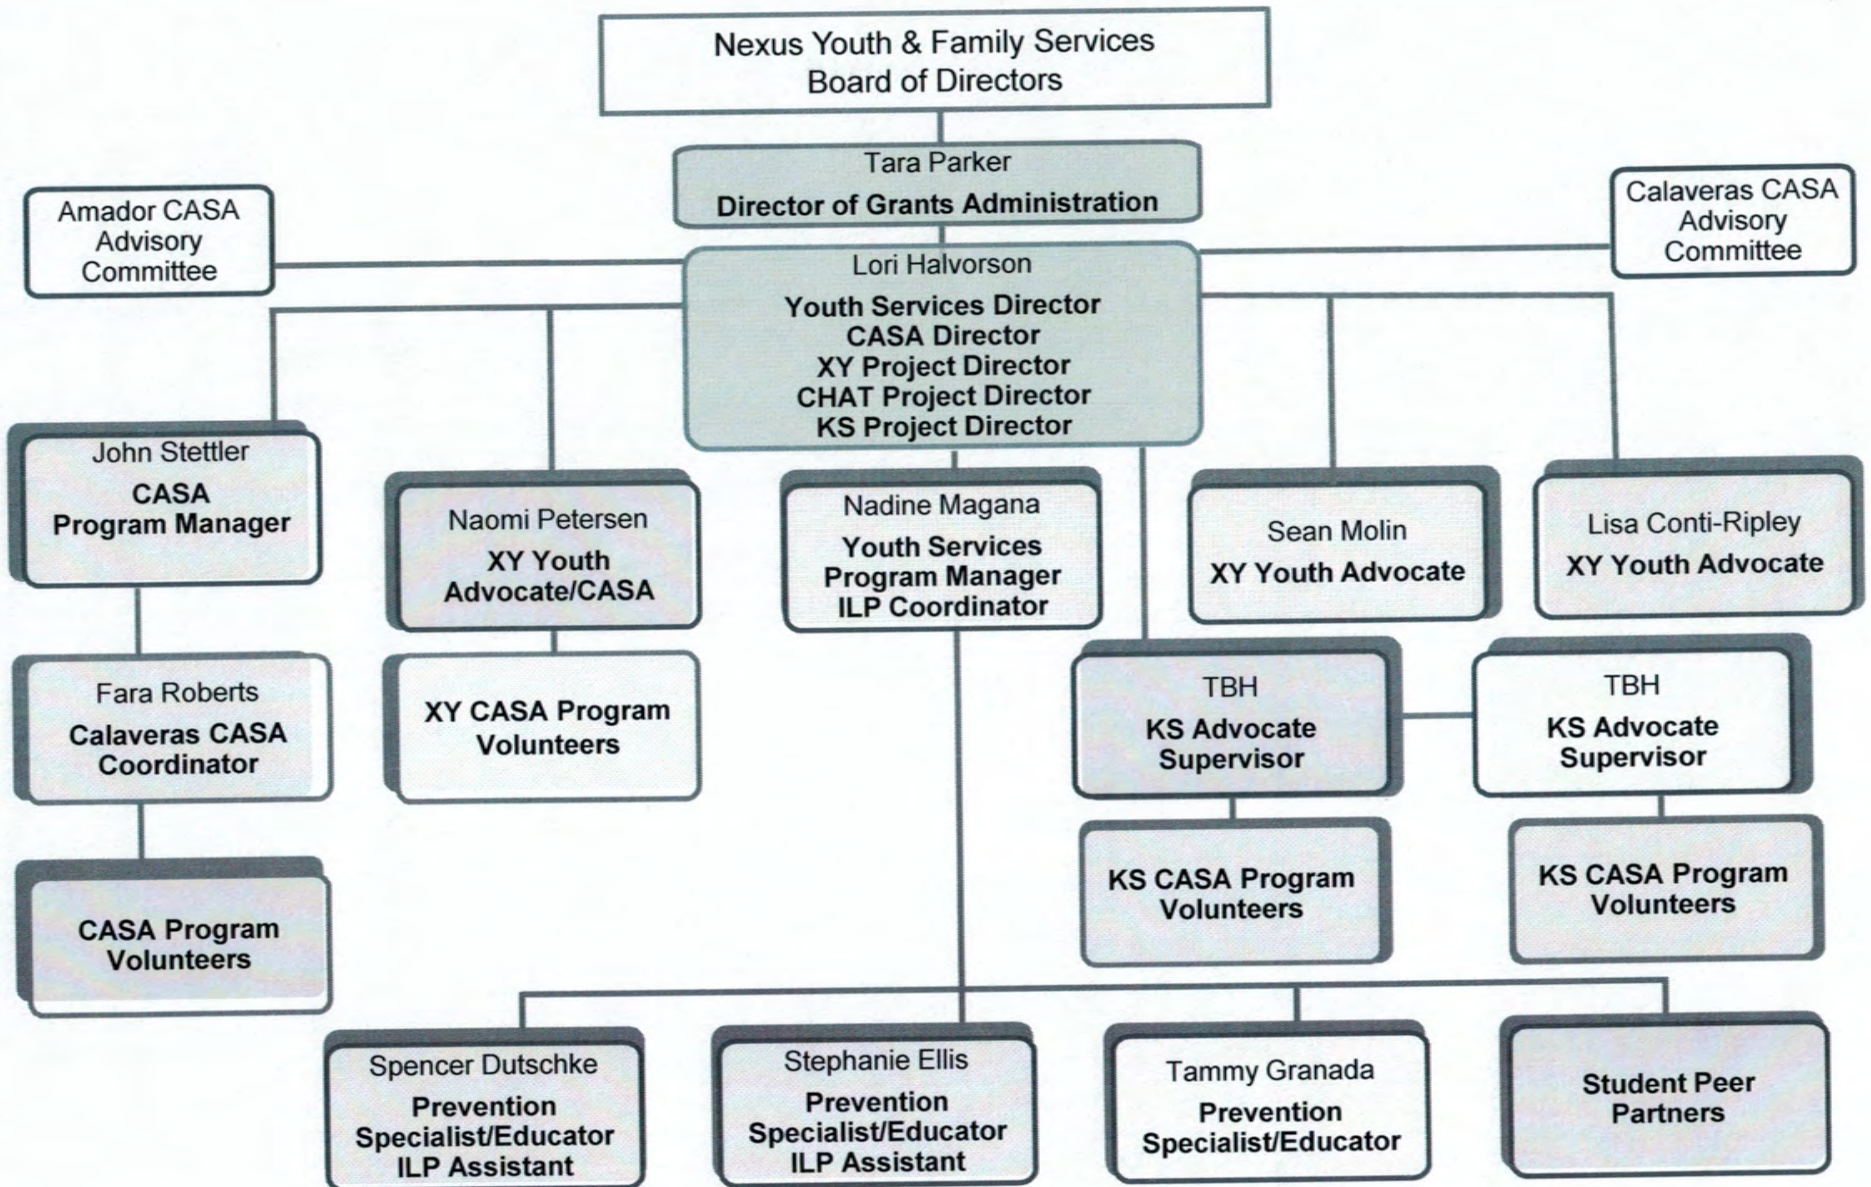 Nexus Youth & Family Services
Board of Directors
Tara Parker
Director of Grants Administration
Amador CASA
Advisory
Committee
Calaveras CASA
Advisory
Committee
Lori Halvorson
Youth Services Director
CASA Director
XY Project Director
CHAT Project Director
KS Project Director
John Stettler
CASA
Program Manager
Naomi Petersen
XY Youth
Advocate/CASA
Nadine Magana
Youth Services
Program Manager
ILP Coordinator
Sean Molin
XY Youth Advocate
Lisa Conti-Ripley
XY Youth Advocate
Fara Roberts
Calaveras CASA
Coordinator
XY CASA Program
Volunteers
TBH
KS Advocate
Supervisor
TBH
KS Advocate
Supervisor
CASA Program
Volunteers
KS CASA Program
Volunteers
KS CASA Program
Volunteers
Spencer Dutschke
Prevention
Specialist/Educator
ILP Assistant
Stephanie Ellis
Prevention
Specialist/Educator
ILP Assistant
Tammy Granada
Prevention
Specialist/Educator
Student Peer
Partners